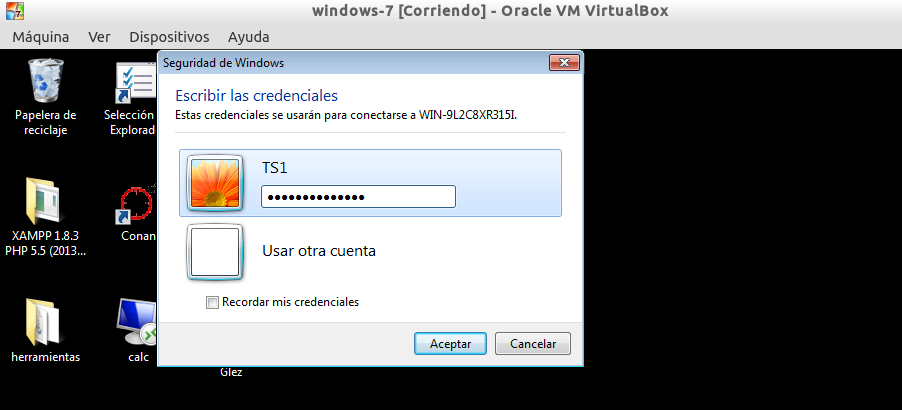 windows-7 [Corriendo] - Oracle VM VirtualBox
Máquina Ver Dispositivos Ayuda
Seguridad de Windows
Escribir las credenciales
Estas credenciales se usarán para conectarse a WIN-9L2C8XR315I.
TS1
••••••••••••••
Usar otra cuenta
Recordar mis credenciales
Aceptar Cancelar
Papelera de
reciclaje
Selección
Explorad
XAMPP 1.8.3
PHP 5.5 (2013...
Conan
herramientas
calc
Glez